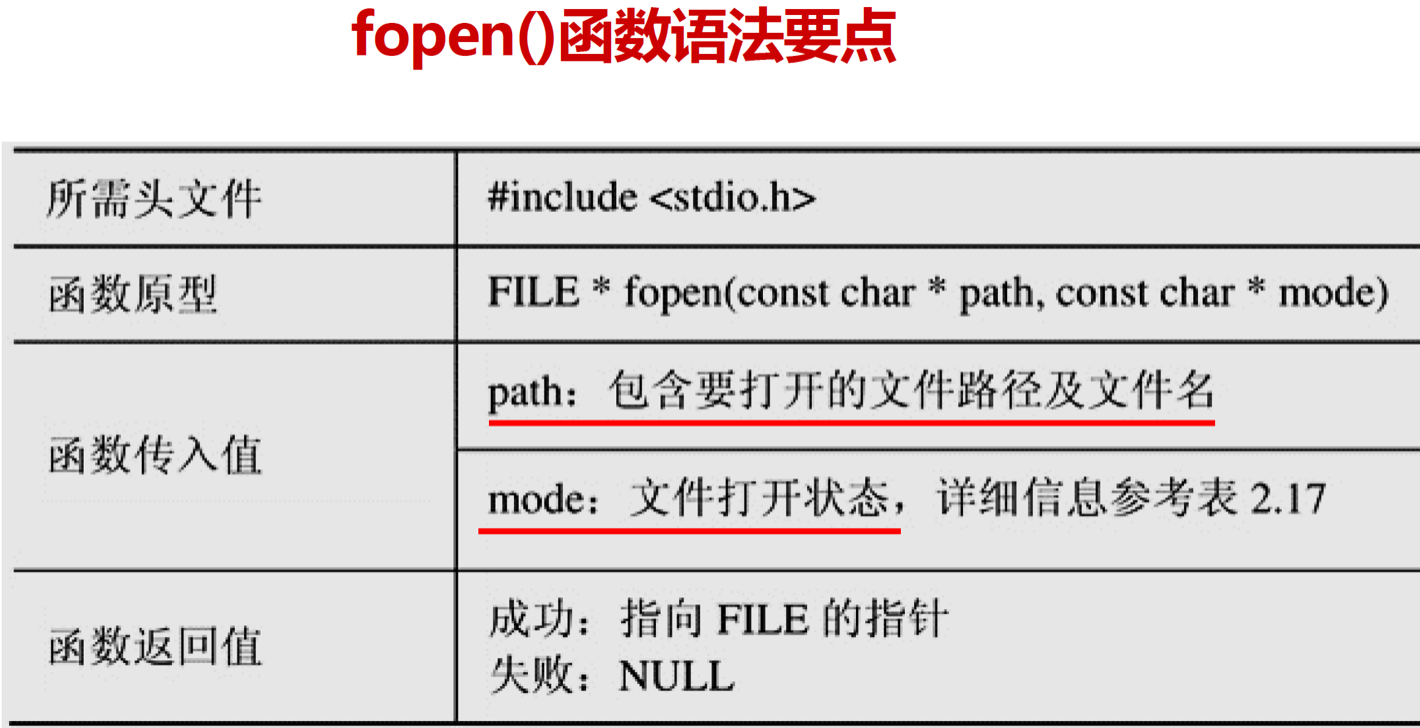 fopen()函数语法要点
所需头文件
#include <stdio.h>
函数原型
FILE * fopen(const char * path, const char * mode)
函数传入值
path：包含要打开的文件路径及文件名
mode：文件打开状态，详细信息参考表 2.17
函数返回值
成功：指向 FILE 的指针
失败：NULL